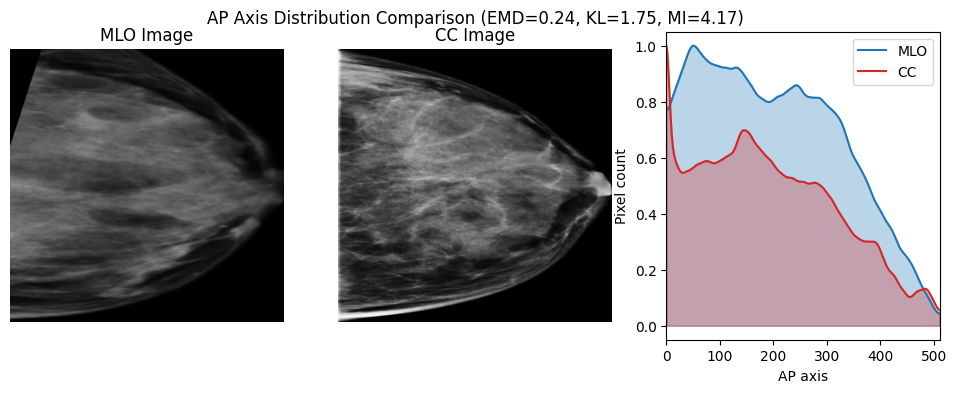 AP Axis Distribution Comparison (EMD=0.24, KL=1.75, MI=4.17)
MLO Image
CC Image
MLO
CC
Pixel count
1.0
0.8
0.6
0.4
0.2
0.0
0 100 200 300 400 500
AP axis